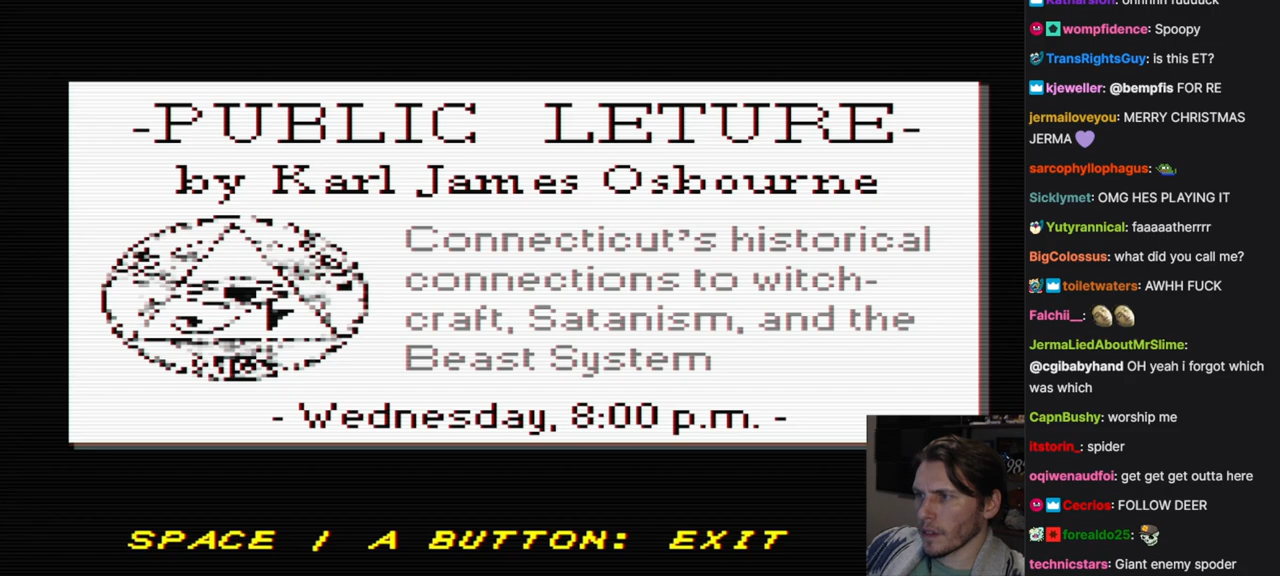 -PUBLIC LETURE-
by Karl James Osbourne
Connecticut's historical
connections to witch-
craft, Satanism, and the
Beast System
- Wednesday, 8:00 p.m. -
SPACE / A BUTTON: EXIT
wompfidence: Spoopy
TransRightsGuy: is this ET?
kjeweller: @bempfis FOR RE
jermailoveyou: MERRY CHRISTMAS
JERMA
sarcophyllophagus:
Sicklymet: OMG HES PLAYING IT
Yutyrannical: faaaaatherrrr
BigColossus: what did you call me?
toiletwaters: AWHH FUCK
Falchii__:
JermaLiedAboutMrSlime:
@cgibabyhand OH yeah i forgot which
was which
CapnBushy: worship me
itstorin_: spider
oqiwenaudfoi: get get get outta here
Cecrios: FOLLOW DEER
forealdo25:
technicstars: Giant enemy spoder